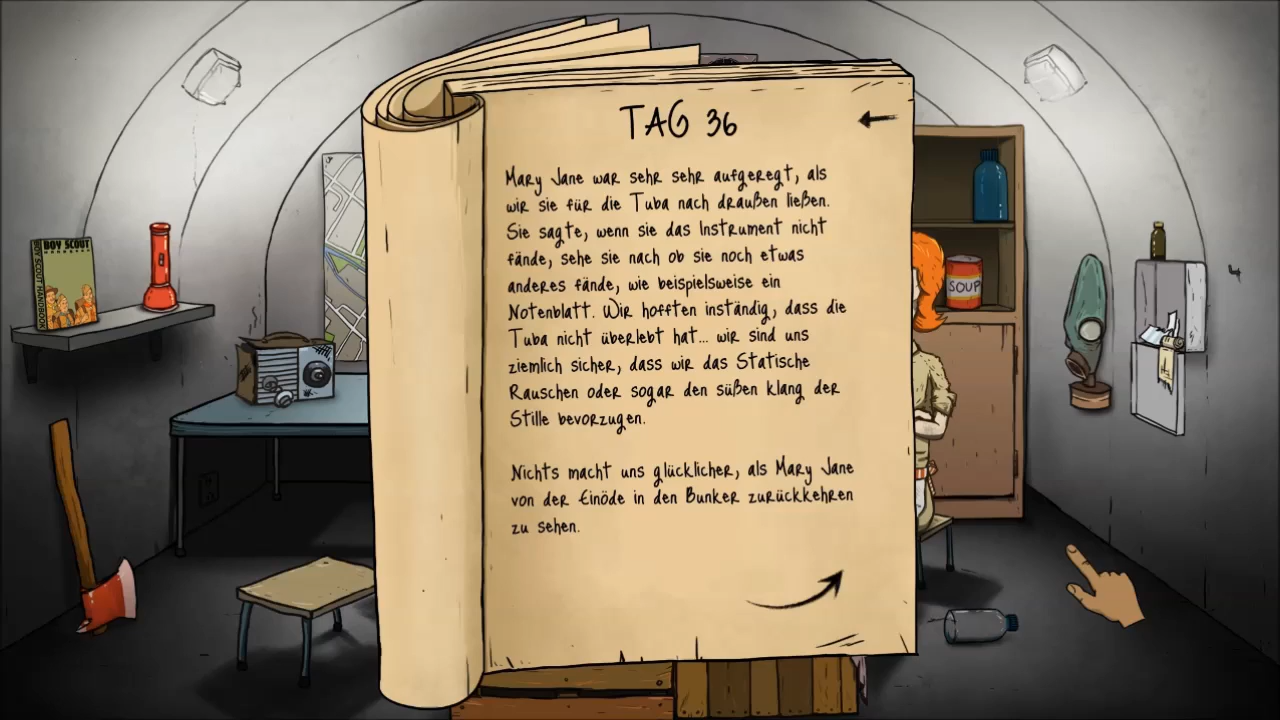 TAG 36
Mary Jane war sehr sehr aufgeregt, als
wir sie für die Tuba nach draußen ließen.
Sie sagte, wenn sie das Instrument nicht
fände, sehe sie nach ob sie noch etwas
anderes fände, wie beispielsweise ein
Notenblatt. Wir hofften inständig, dass die
Tuba nicht überlebt hat... wir sind uns
ziemlich sicher, dass wir das Statische
Rauschen oder sogar den süßen klang der
Stille bevorzugen.
Nichts macht uns glücklicher, als Mary Jane
von der Einöde in den Bunker zurückkehren
zu sehen.
BOY SCOUT
BOY SCOUT HANDBOOK
SOUP